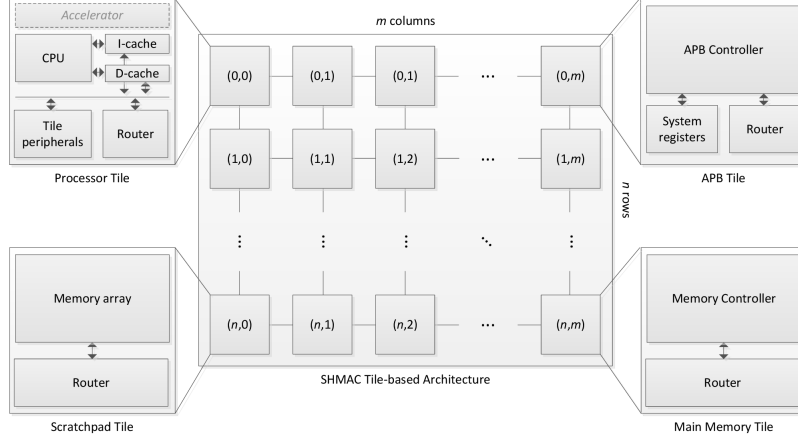 Accelerator
CPU
I-cache
D-cache
Tile
peripherals
Router
Processor Tile
m columns
(0,0)
(0,1)
(0,1)
...
(0,m)
(1,0)
(1,1)
(1,2)
...
(1,m)
n rows
(n,0)
(n,1)
(n,2)
...
(n,m)
SHMAC Tile-based Architecture
APB Controller
System
registers
Router
APB Tile
Memory array
Router
Scratchpad Tile
Memory Controller
Router
Main Memory Tile